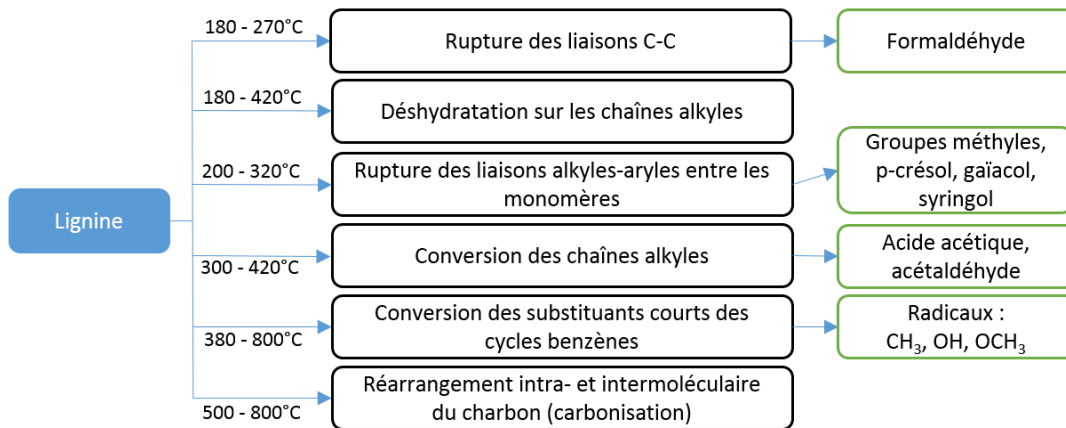 180 - 270°C
Rupture des liaisons C-C
Formaldéhyde
180 - 420°C
Déshydratation sur les chaînes alkyles
200 - 320°C
Rupture des liaisons alkyles-aryles entre les
monomères
Groupes méthyles,
p-crésol, gaïacol,
syringol
Lignine
300 - 420°C
Conversion des chaînes alkyles
Acide acétique,
acétaldéhyde
380 - 800°C
Conversion des substituants courts des
cycles benzènes
Radicaux :
CH₃, OH, OCH₃
500 - 800°C
Réarrangement intra- et intermoléculaire
du charbon (carbonisation)